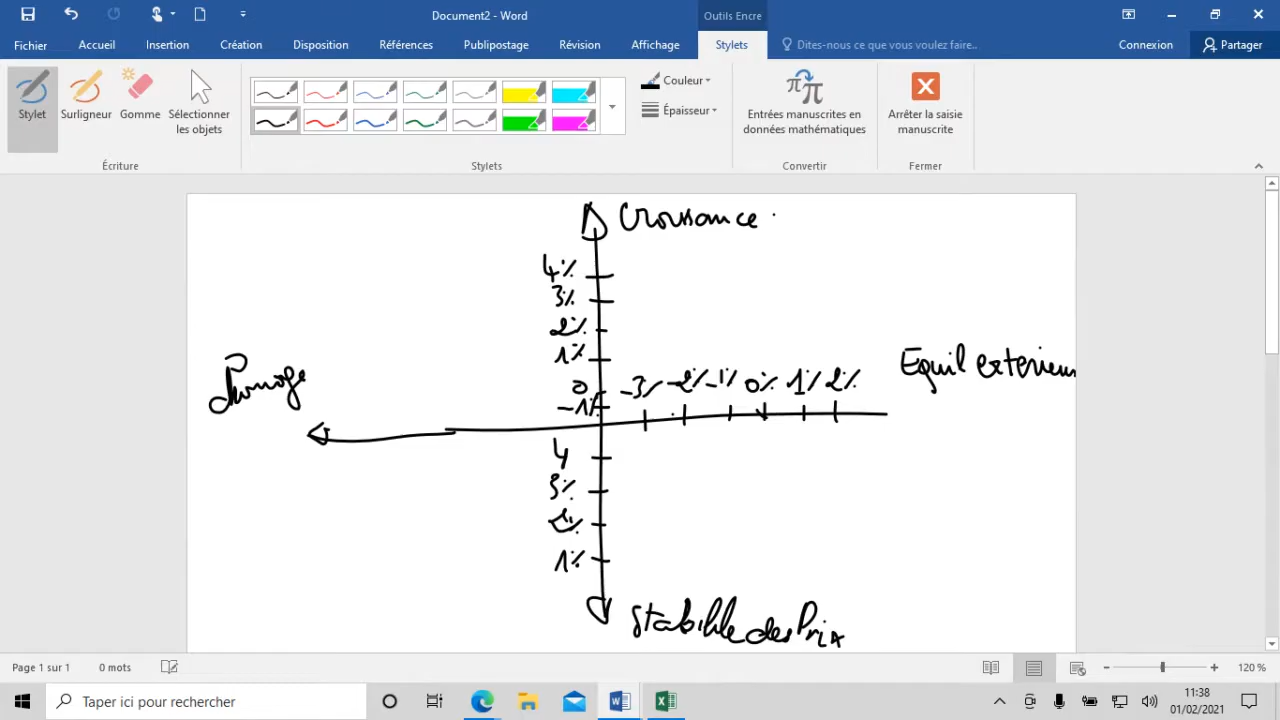 Document2 - Word
Outils Encre
Fichier
Accueil
Insertion
Création
Disposition
Références
Publipostage
Révision
Affichage
Stylets
Dites-nous ce que vous voulez faire...
Connexion
Partager
Stylet
Surligneur
Gomme
Sélectionner
les objets
Couleur
Épaisseur
Entrées manuscrites en
données mathématiques
Arrêter la saisie
manuscrite
Écriture
Stylets
Convertir
Fermer
Croissance
4%
3%
2%
1%
0
-1%
-3% -2% -1% 0% 1% 2%
Equil extérieur
4
3%
2%
1%
des Prix
Page 1 sur 1
0 mots
120 %
Taper ici pour rechercher
11:38
01/02/2021